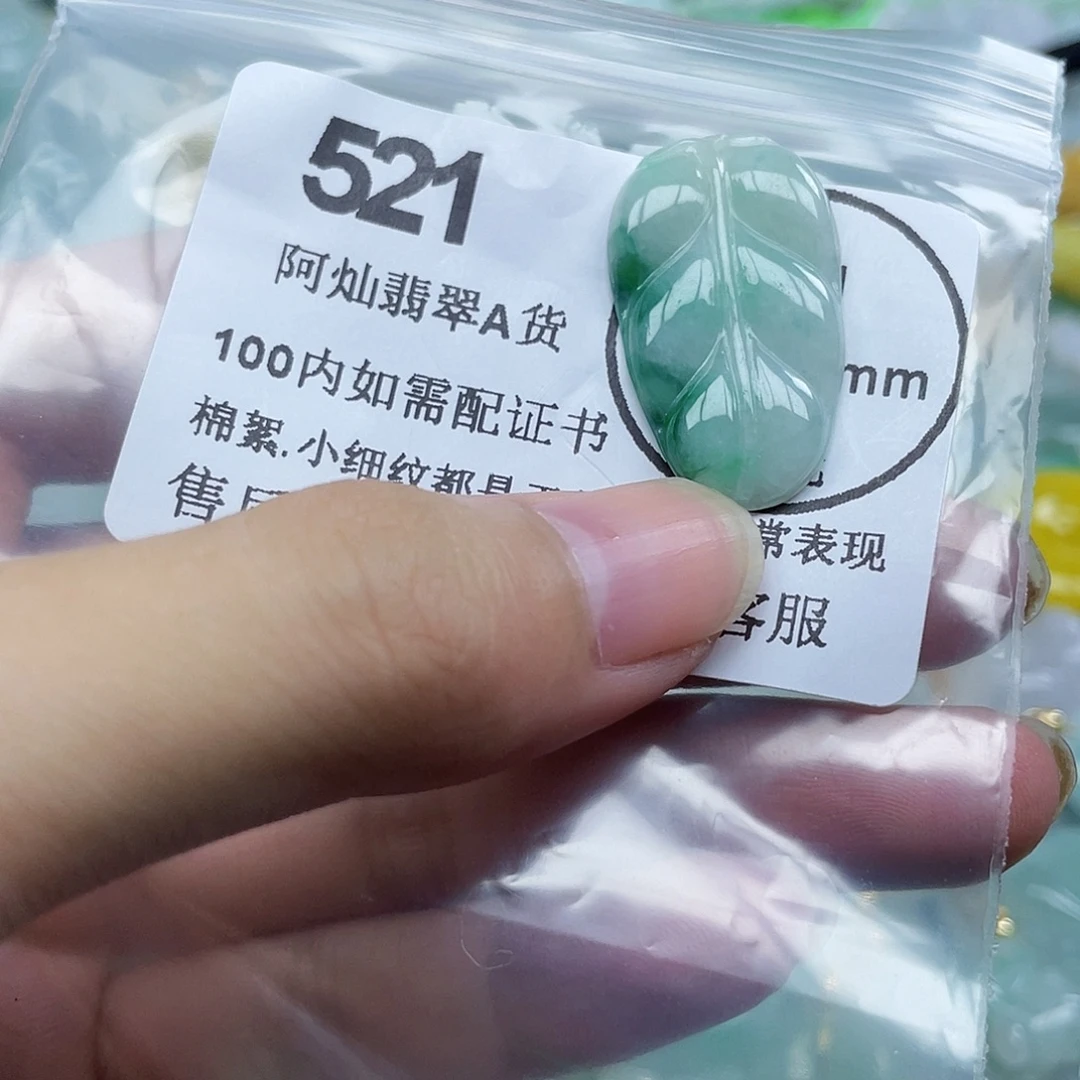 521
阿灿翡翠A货
100内如需配证书
mm
棉絮.小细纹都是
常表现
售
客服